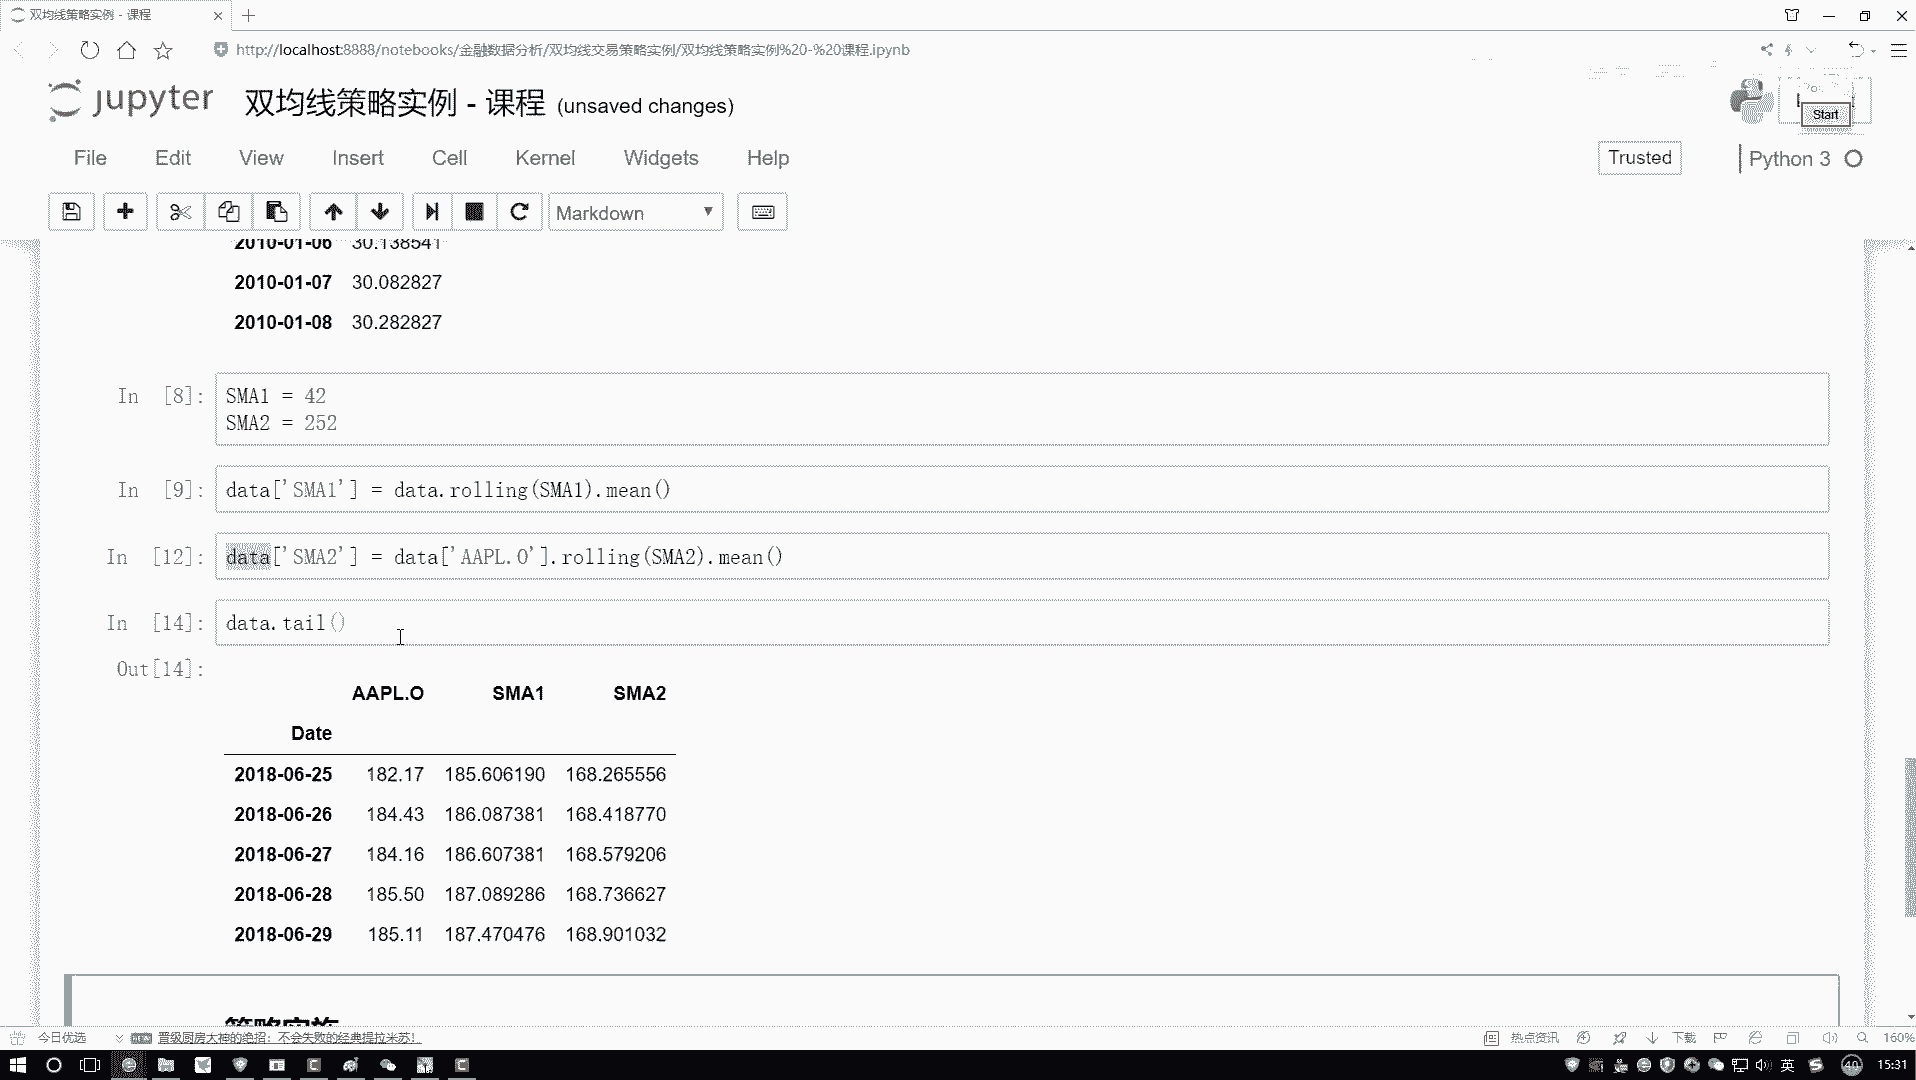 双均线策略实例 - 课程
http://localhost:8888/notebooks/金融数据分析/双均线交易策略实例/双均线策略实例%20-%20课程.ipynb
jupyter 双均线策略实例 - 课程 (unsaved changes)
Start
File Edit View Insert Cell Kernel Widgets Help
Trusted
Python 3
Markdown
2010-01-06 30.138541
2010-01-07 30.082827
2010-01-08 30.282827
In [8]: SMA1 = 42
SMA2 = 252
In [9]: data['SMA1'] = data.rolling(SMA1).mean()
In [12]: data['SMA2'] = data['AAPL.O'].rolling(SMA2).mean()
In [14]: data.tail()
Out[14]:
AAPL.O SMA1 SMA2
Date
2018-06-25 182.17 185.606190 168.265556
2018-06-26 184.43 186.087381 168.418770
2018-06-27 184.16 186.607381 168.579206
2018-06-28 185.50 187.089286 168.736627
2018-06-29 185.11 187.470476 168.901032
策略实施
今日优选 晋级厨房大神的绝招：不会失败的经典提拉米苏！ 热点资讯 下载 160%
英 40 15:31